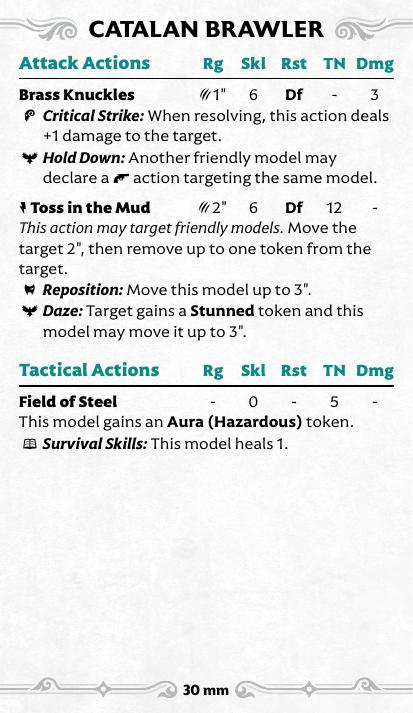 CATALAN BRAWLER
Attack Actions Rg Skl Rst TN Dmg
Brass Knuckles 1" 6 Df - 3
Critical Strike: When resolving, this action deals
+1 damage to the target.
Hold Down: Another friendly model may
declare a action targeting the same model.
Toss in the Mud 2" 6 Df 12 -
This action may target friendly models. Move the
target 2", then remove up to one token from the
target.
Reposition: Move this model up to 3".
Daze: Target gains a Stunned token and this
model may move it up to 3".
Tactical Actions Rg Skl Rst TN Dmg
Field of Steel - 0 - 5 -
This model gains an Aura (Hazardous) token.
Survival Skills: This model heals 1.
30 mm